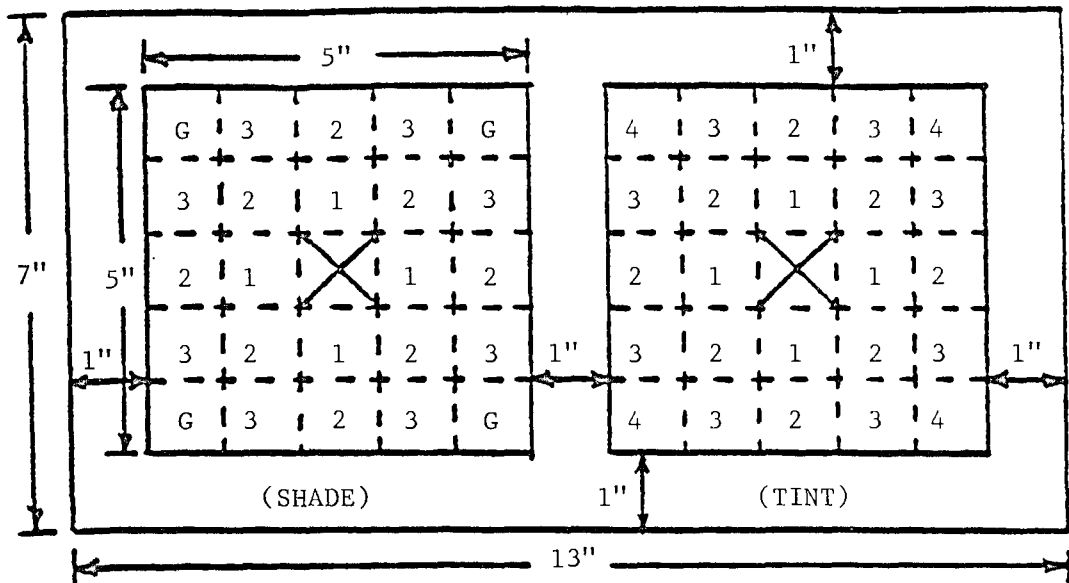 5" 1"
G 3 2 3 G 4 3 2 3 4
3 2 1 2 3 3 2 1 2 3
7" 5" 2 1 1 2 2 1 1 2
1" 3 2 1 2 3 1" 3 2 1 2 3 1"
G 3 2 3 G 4 3 2 3 4
(SHADE) 1" (TINT)
13"